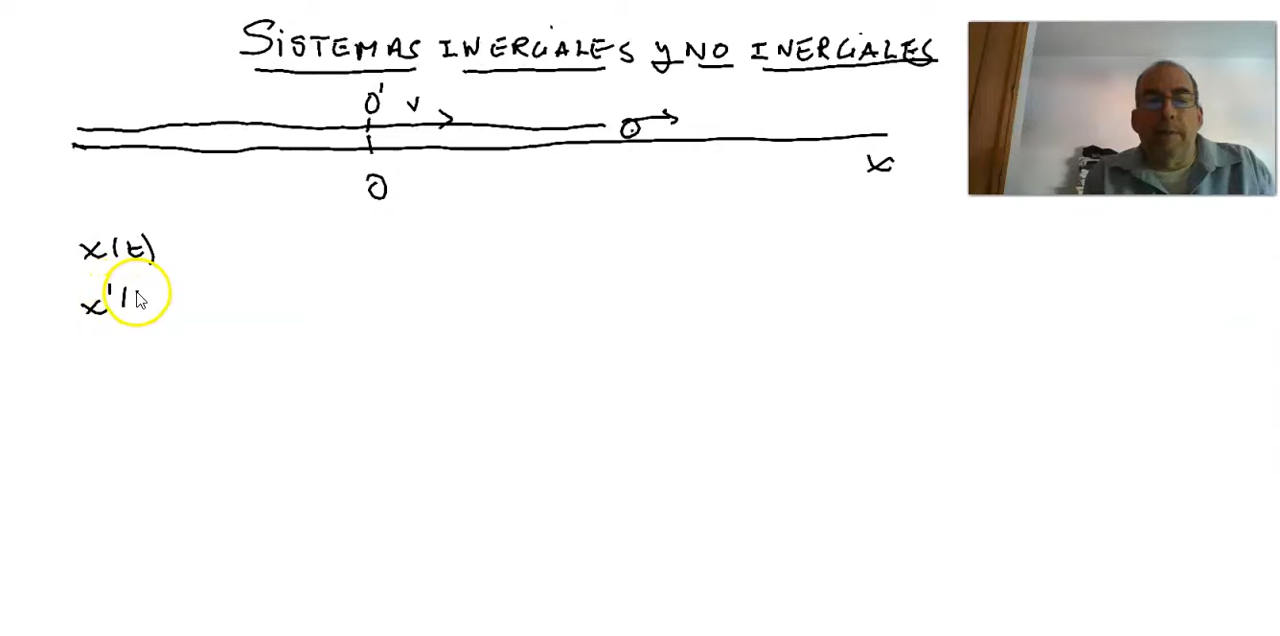 SISTEMAS INERCIALES Y NO INERCIALES
O' v
O
x
x(t)
x'(